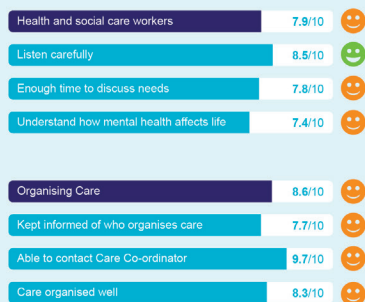 Health and social care workers 7.9/10
Listen carefully 8.5/10
Enough time to discuss needs 7.8/10
Understand how mental health affects life 7.4/10
Organising Care 8.6/10
Kept informed of who organises care 7.7/10
Able to contact Care Co-ordinator 9.7/10
Care organised well 8.3/10